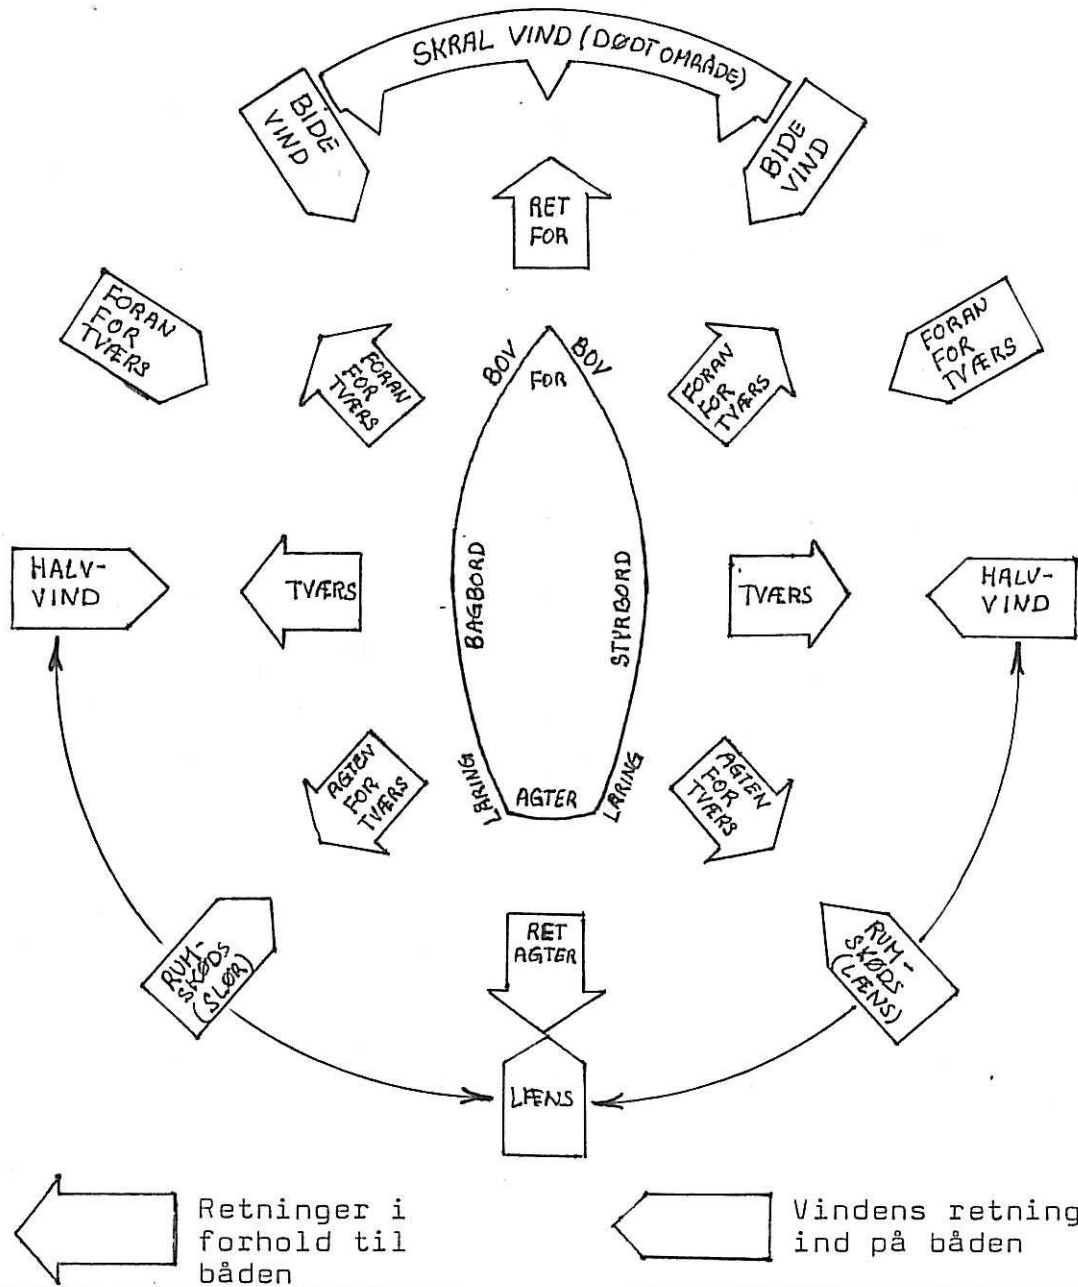 SKRAL VIND (DØDT OMRÅDE)
BIDE
VIND
BIDE
VIND
RET
FOR
FORAN
FOR
TVÆRS
FORAN
FOR
TVÆRS
BOV
BOV
FOR
FORAN
FOR
TVÆRS
FORAN
FOR
TVÆRS
HALV-
VIND
TVÆRS
BAGBORD
STYRBORD
TVÆRS
HALV-
VIND
AGTEN
FOR
TVÆRS
LÅRING
AGTER
LÅRING
AGTEN
FOR
TVÆRS
RUM-
SKØDS
(SLØR)
RET
AGTER
RUM-
SKØDS
(LÆNS)
LÆNS
Retninger i
forhold til
båden
Vindens retning
ind på båden